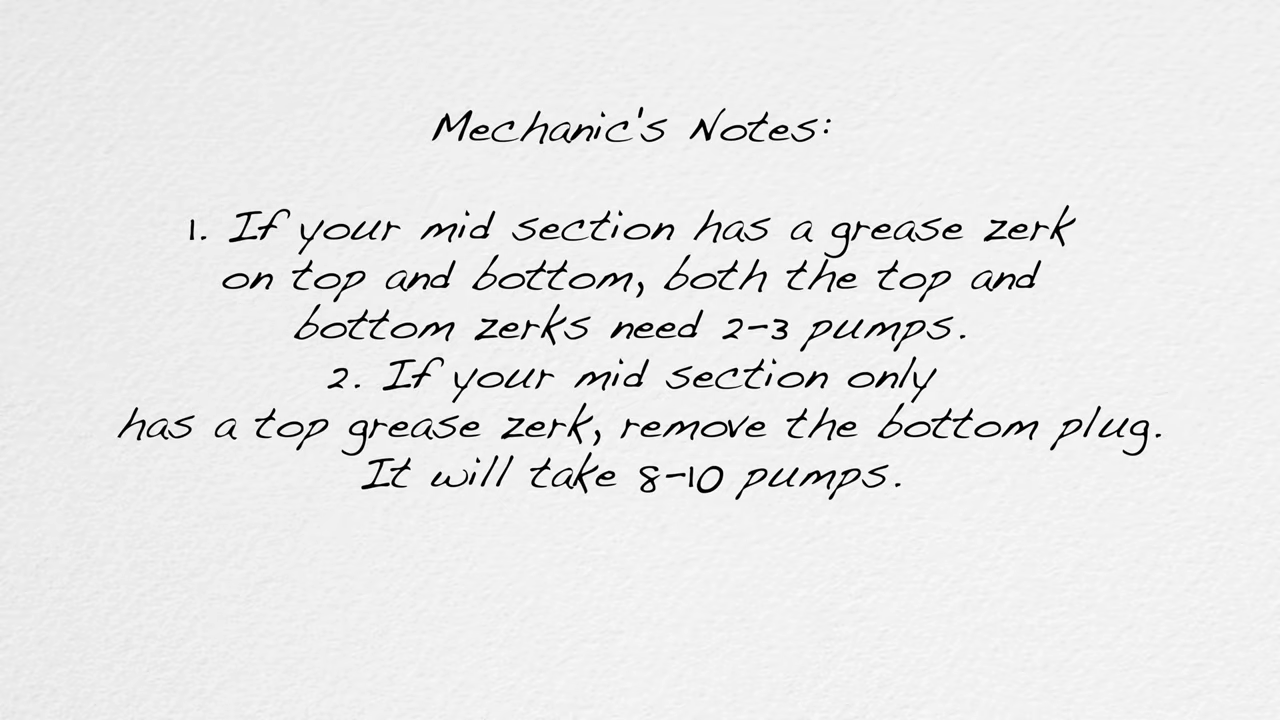 Mechanic's Notes:
1. If your mid section has a grease zerk
on top and bottom, both the top and
bottom zerks need 2-3 pumps.
2. If your mid section only
has a top grease zerk, remove the bottom plug.
It will take 8-10 pumps.